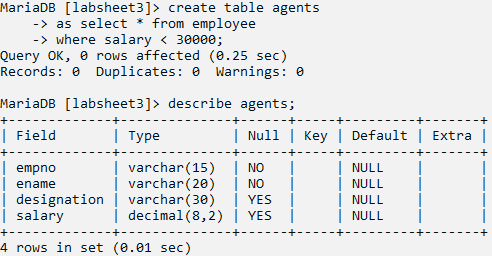 MariaDB [labsheet3]> create table agents
    -> as select * from employee
    -> where salary < 30000;
Query OK, 0 rows affected (0.25 sec)
Records: 0  Duplicates: 0  Warnings: 0

MariaDB [labsheet3]> describe agents;
+-------------+--------------+------+-----+---------+-------+
| Field       | Type         | Null | Key | Default | Extra |
+-------------+--------------+------+-----+---------+-------+
| empno       | varchar(15)  | NO   |     | NULL    |       |
| ename       | varchar(20)  | NO   |     | NULL    |       |
| designation | varchar(30)  | YES  |     | NULL    |       |
| salary      | decimal(8,2) | YES  |     | NULL    |       |
+-------------+--------------+------+-----+---------+-------+
4 rows in set (0.01 sec)